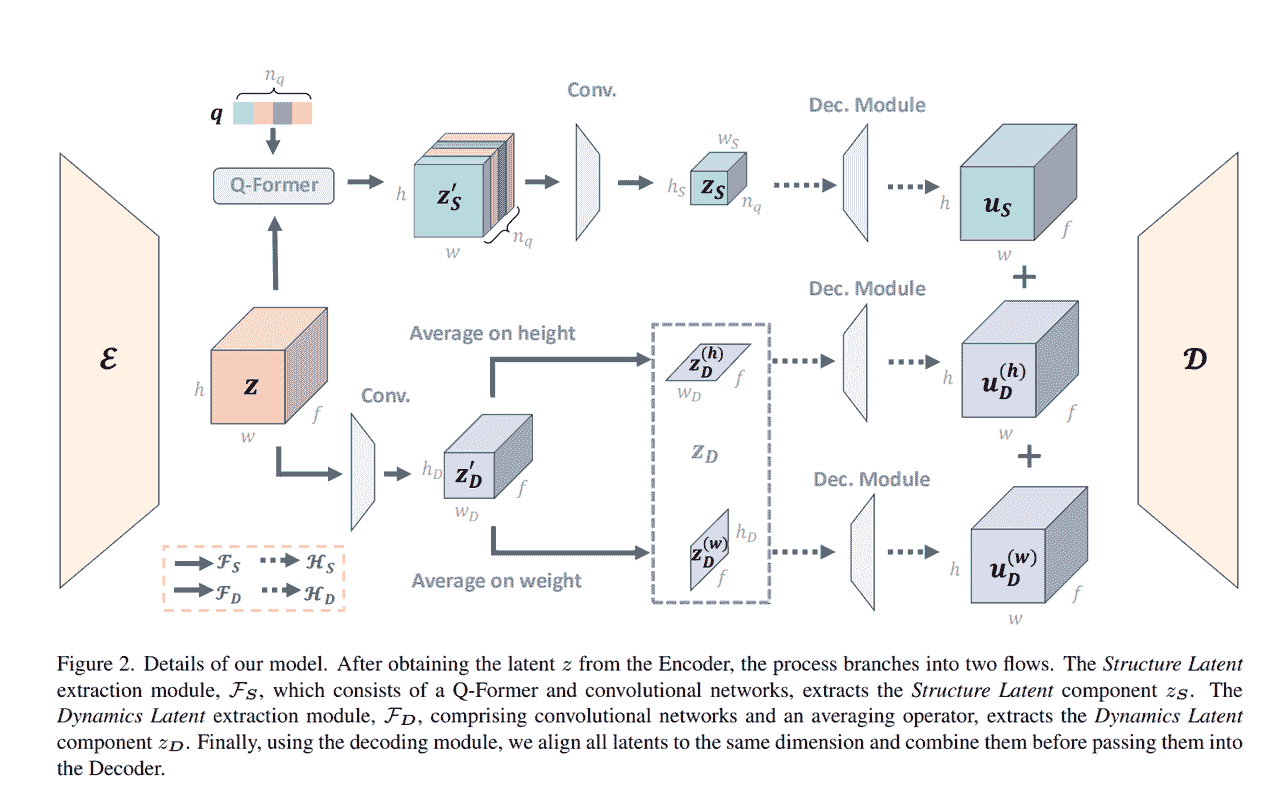 n_q
q
Q-Former
h
z'_S
w
n_q
Conv.
w_S
h_S
z_S
n_q
Dec. Module
h
u_S
f
w
+
ℰ
h
z
f
w
Conv.
Average on height
h_D
z'_D
f
w_D
Average on weight
z_D^(h)
f
w_D
z_D
z_D^(w)
h_D
f
Dec. Module
h
u_D^(h)
f
w
+
Dec. Module
h
u_D^(w)
f
w
𝒟
ℱ_S ℋ_S
ℱ_D ℋ_D
Figure 2. Details of our model. After obtaining the latent z from the Encoder, the process branches into two flows. The Structure Latent
extraction module, ℱ_S, which consists of a Q-Former and convolutional networks, extracts the Structure Latent component z_S. The
Dynamics Latent extraction module, ℱ_D, comprising convolutional networks and an averaging operator, extracts the Dynamics Latent
component z_D. Finally, using the decoding module, we align all latents to the same dimension and combine them before passing them into
the Decoder.